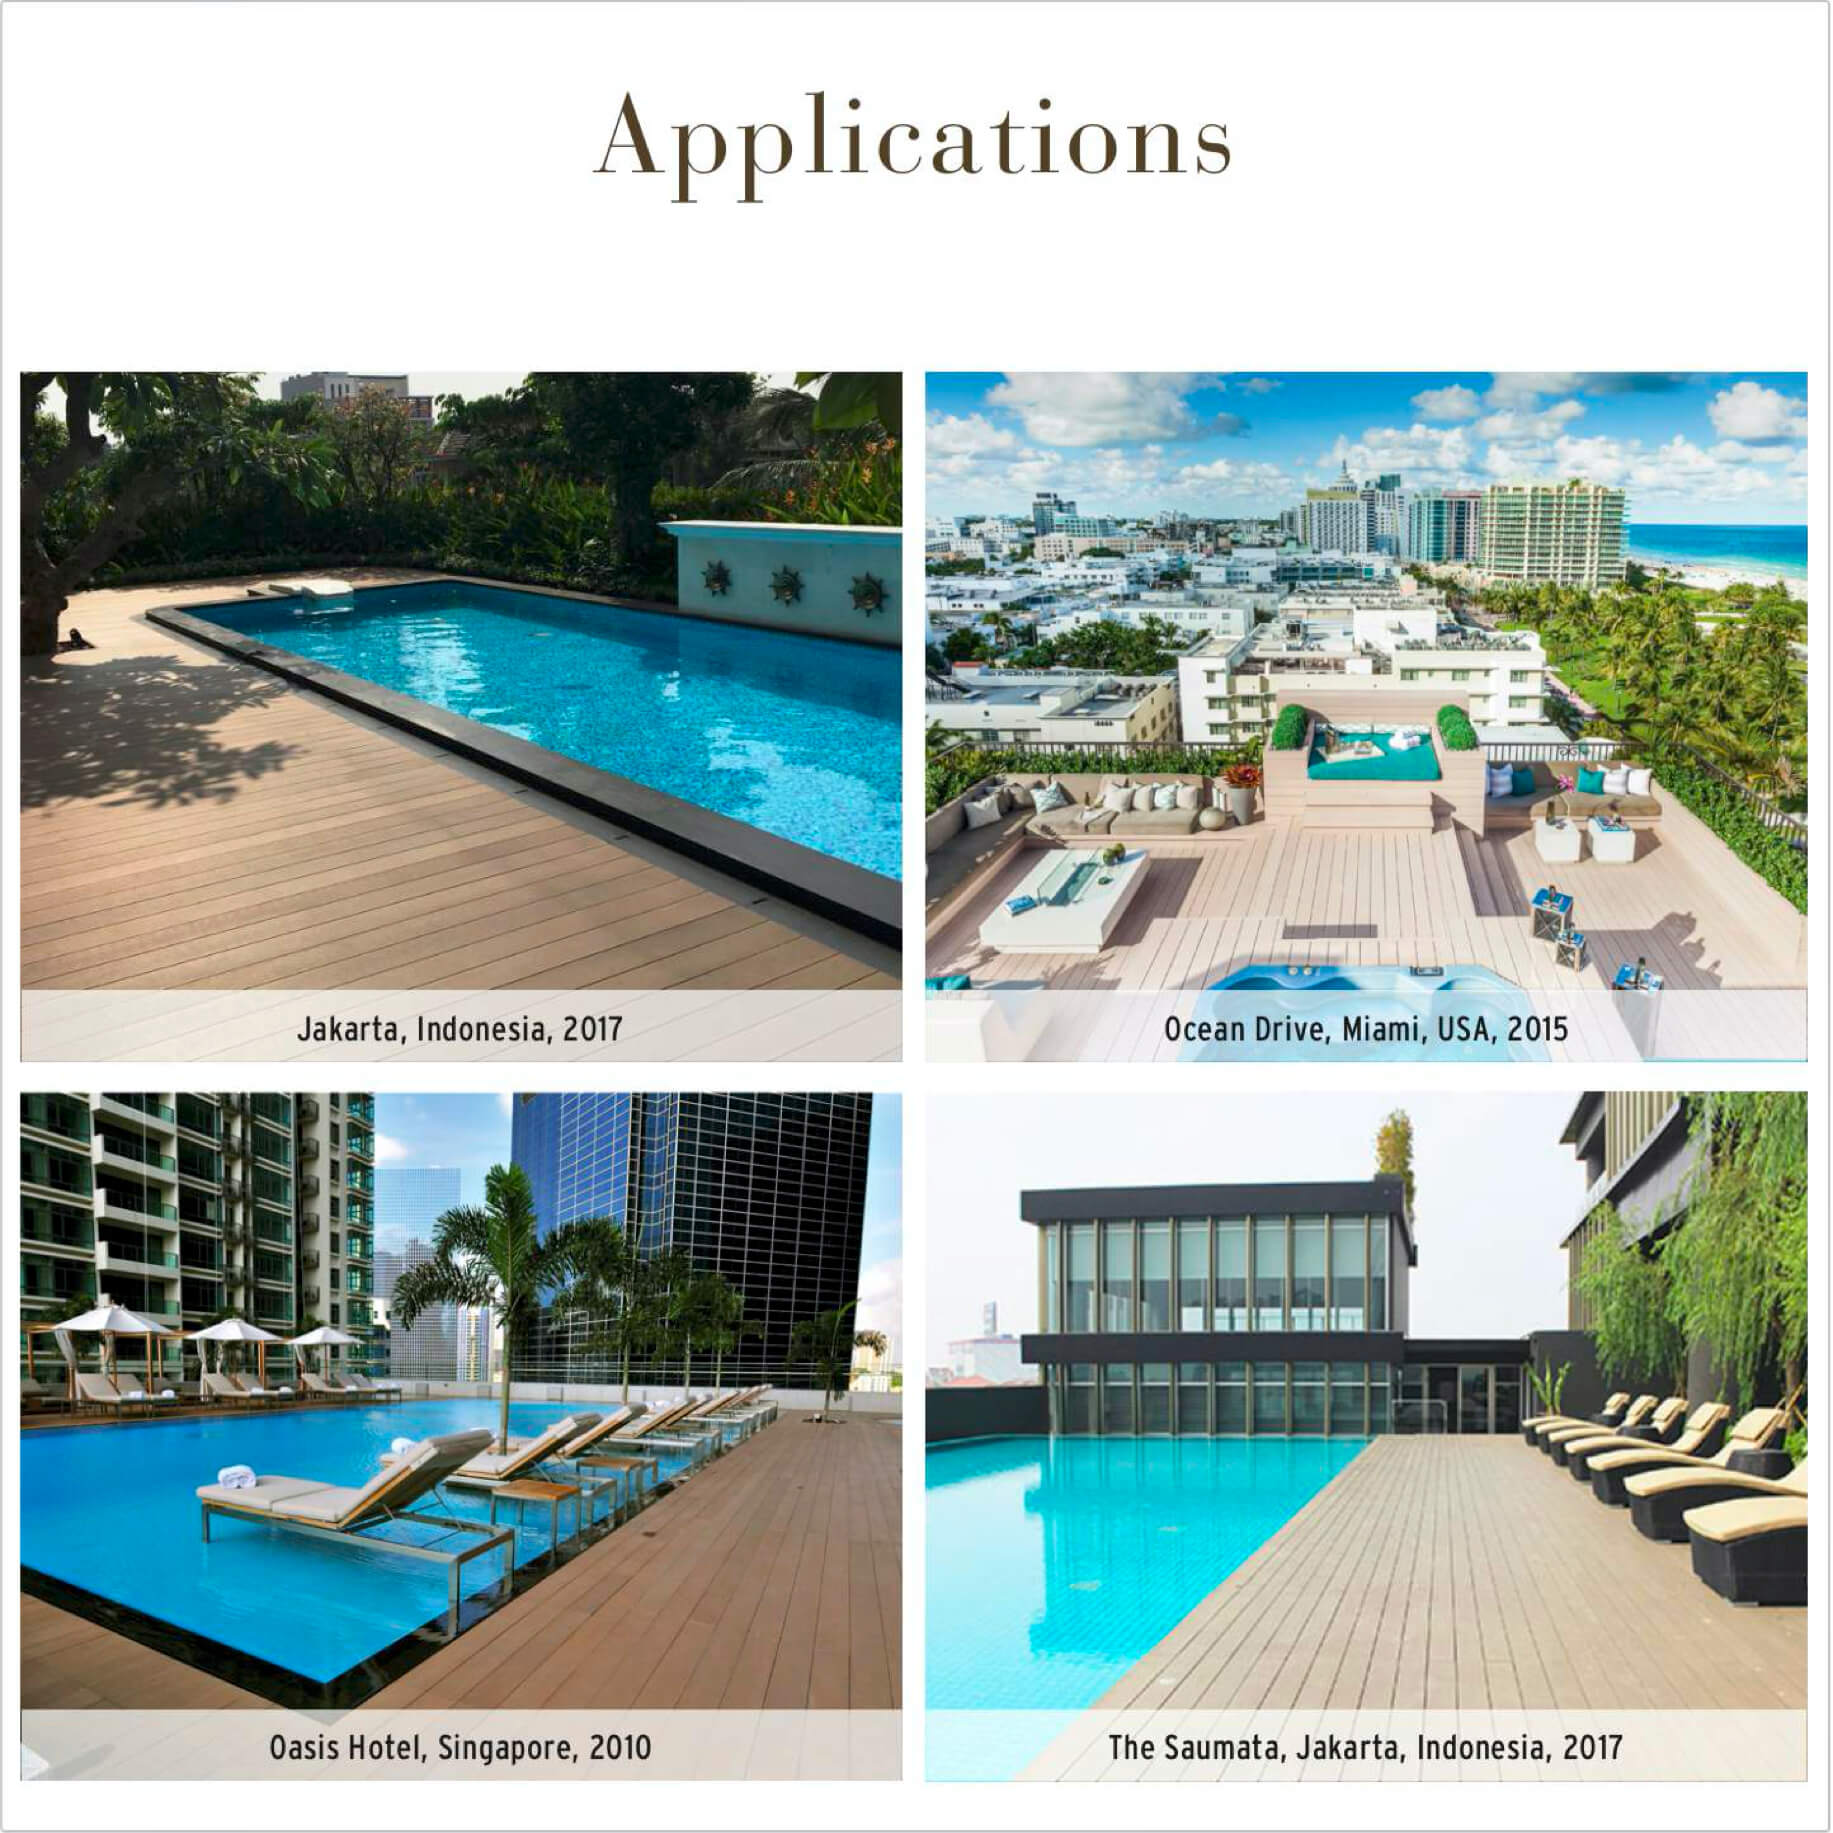 Applications
Jakarta, Indonesia, 2017
Ocean Drive, Miami, USA, 2015
Oasis Hotel, Singapore, 2010
The Saumata, Jakarta, Indonesia, 2017